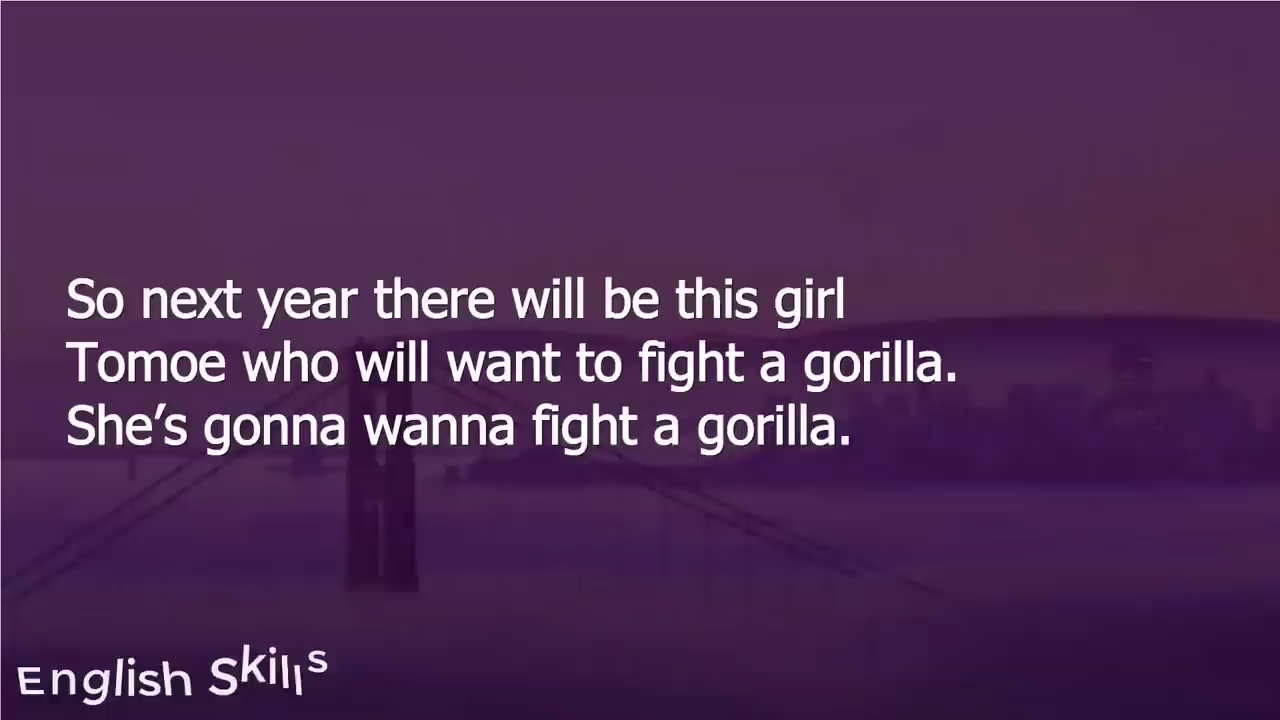 So next year there will be this girl
Tomoe who will want to fight a gorilla.
She’s gonna wanna fight a gorilla.
English Skills